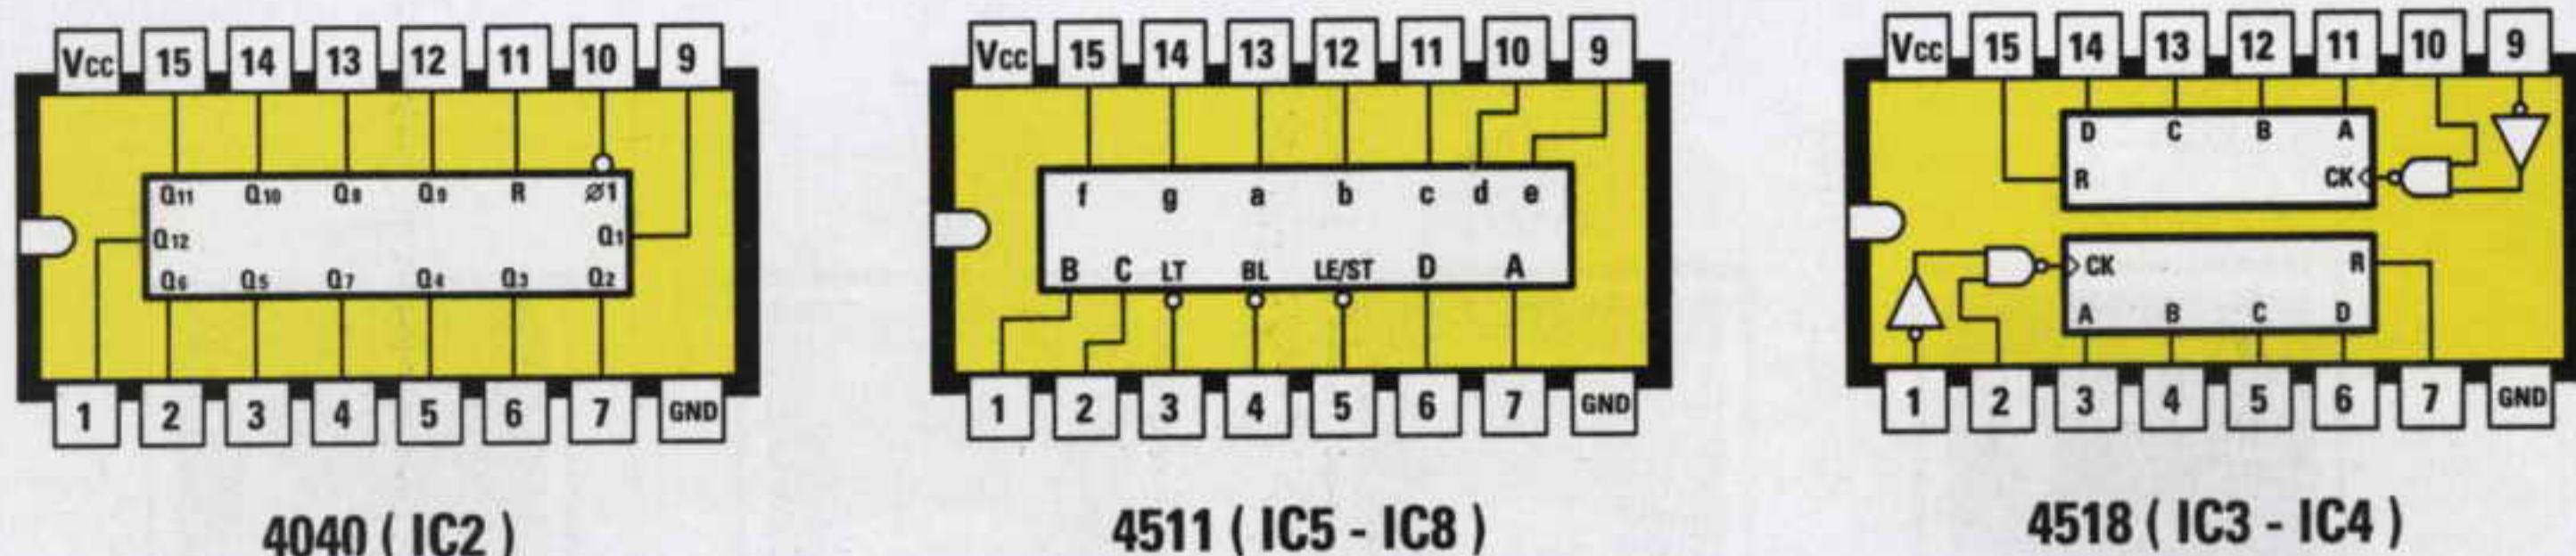 Vcc 15 14 13 12 11 10 9
Q11 Q10 Q8 Q9 R ø1
Q12 Q1
Q6 Q5 Q7 Q4 Q3 Q2
1 2 3 4 5 6 7 GND
4040 ( IC2 )
Vcc 15 14 13 12 11 10 9
f g a b c d e
B C LT BL LE/ST D A
1 2 3 4 5 6 7 GND
4511 ( IC5 - IC8 )
Vcc 15 14 13 12 11 10 9
D C B A
R CK
CK R
A B C D
1 2 3 4 5 6 7 GND
4518 ( IC3 - IC4 )